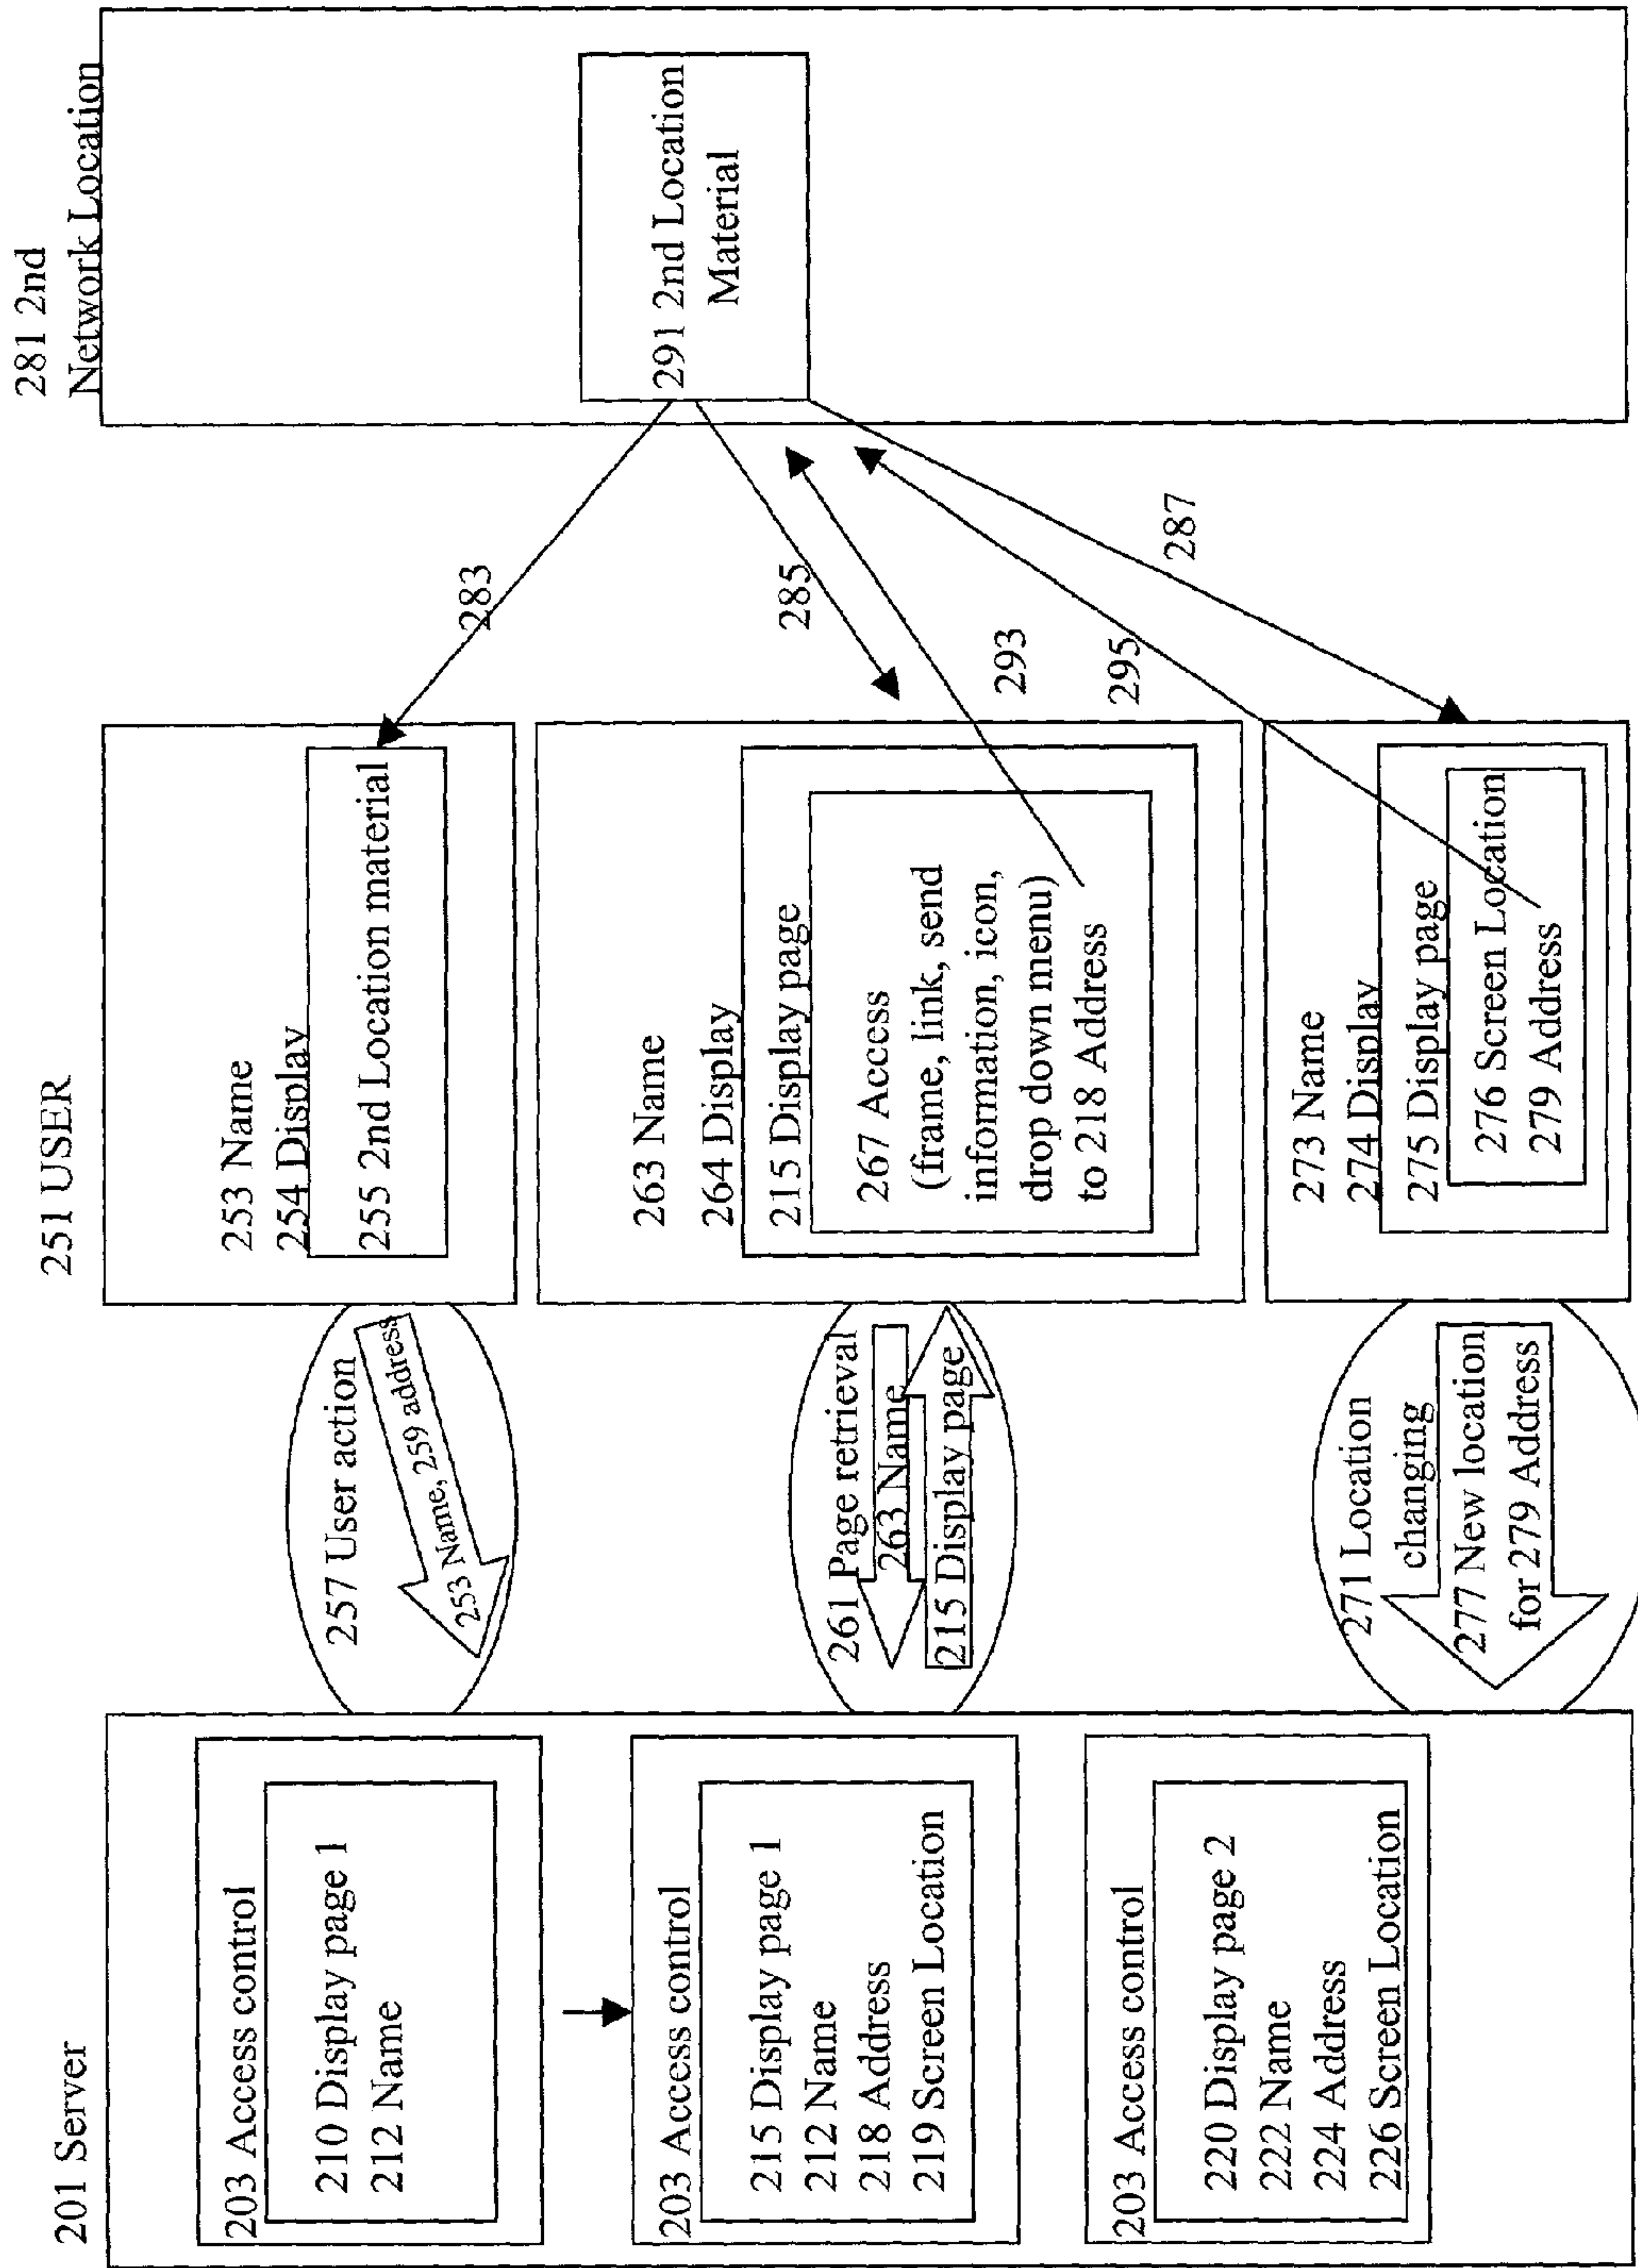 201 Server
203 Access control
210 Display page 1
212 Name
203 Access control
215 Display page 1
212 Name
218 Address
219 Screen Location
203 Access control
220 Display page 2
222 Name
224 Address
226 Screen Location
257 User action
253 Name, 259 address
261 Page retrieval
263 Name
215 Display page
271 Location
changing
277 New location
for 279 Address
251 USER
253 Name
254 Display
255 2nd Location material
263 Name
264 Display
215 Display page
267 Access
(frame, link, send
information, icon,
drop down menu)
to 218 Address
273 Name
274 Display
275 Display page
276 Screen Location
279 Address
283
285
293
295
287
281 2nd
Network Location
291 2nd Location
Material